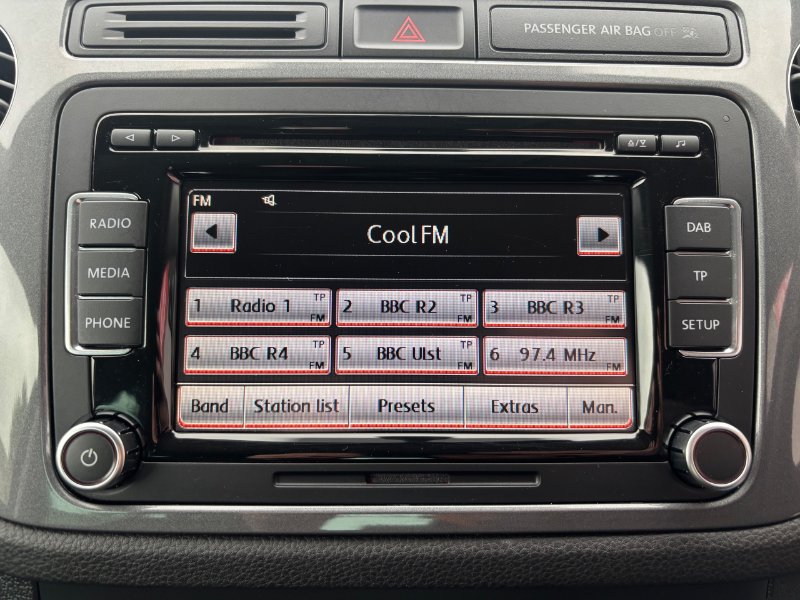 PASSENGER AIR BAG OFF
RADIO
MEDIA
PHONE
FM
Cool FM
1 Radio 1 TP FM
2 BBC R2 TP FM
3 BBC R3 TP FM
4 BBC R4 TP FM
5 BBC Ulst TP FM
6 97.4 MHz FM
Band Station list Presets Extras Man.
DAB
TP
SETUP